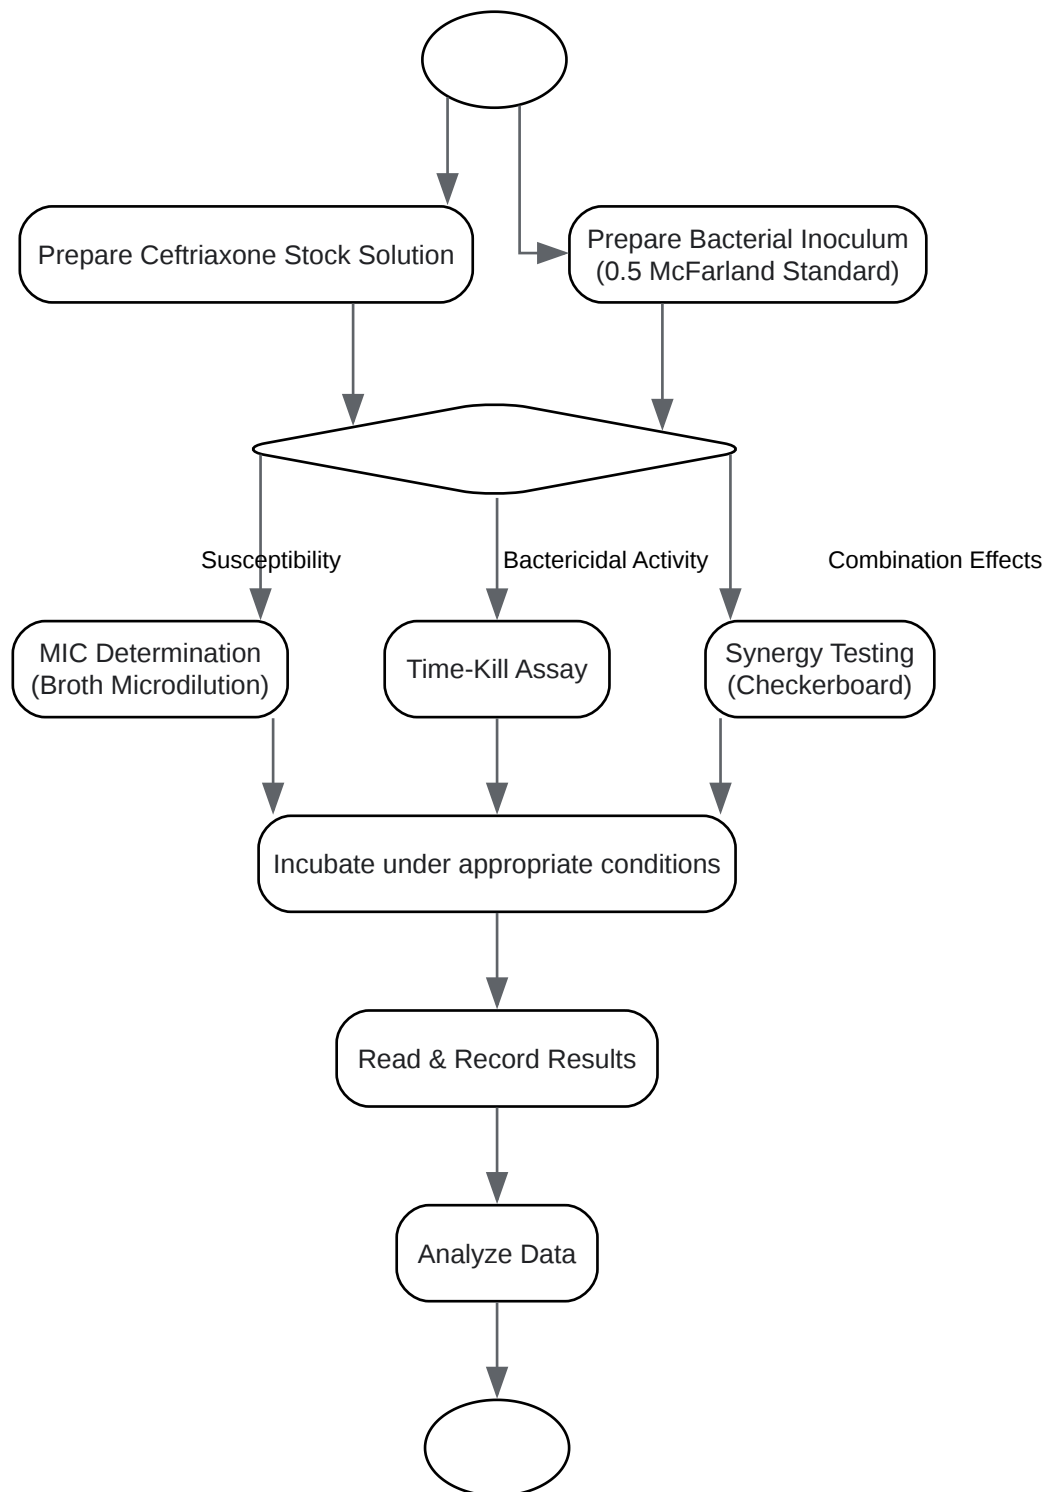 Prepare Ceftriaxone Stock Solution
Prepare Bacterial Inoculum
(0.5 McFarland Standard)
Susceptibility
Bactericidal Activity
Combination Effects
MIC Determination
(Broth Microdilution)
Time-Kill Assay
Synergy Testing
(Checkerboard)
Incubate under appropriate conditions
Read & Record Results
Analyze Data